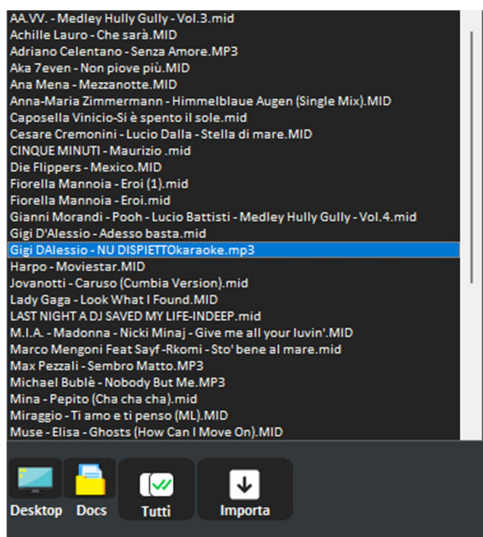 AA.VV. - Medley Hully Gully - Vol.3.mid
Achille Lauro - Che sarà.MID
Adriano Celentano - Senza Amore.MP3
Aka 7even - Non piove più.MID
Ana Mena - Mezzanotte.MID
Anna-Maria Zimmermann - Himmelblaue Augen (Single Mix).MID
Caposella Vinicio-Si è spento il sole.mid
Cesare Cremonini - Lucio Dalla - Stella di mare.MID
CINQUE MINUTI - Maurizio .mid
Die Flippers - Mexico.MID
Fiorella Mannoia - Eroi (1).mid
Fiorella Mannoia - Eroi.mid
Gianni Morandi - Pooh - Lucio Battisti - Medley Hully Gully - Vol.4.mid
Gigi D'Alessio - Adesso basta.mid
Gigi DAlessio - NU DISPIETTOkaraoke.mp3
Harpo - Moviestar.MID
Jovanotti - Caruso (Cumbia Version).mid
Lady Gaga - Look What I Found.MID
LAST NIGHT A DJ SAVED MY LIFE-INDEEP.mid
M.I.A. - Madonna - Nicki Minaj - Give me all your luvin'.MID
Marco Mengoni Feat Sayf -Rkomi - Sto' bene al mare.mid
Max Pezzali - Sembro Matto.MP3
Michael Bublè - Nobody But Me.MP3
Mina - Pepito (Cha cha cha).mid
Miraggio - Ti amo e ti penso (ML).MID
Muse - Elisa - Ghosts (How Can I Move On).MID
Desktop Docs Tutti Importa